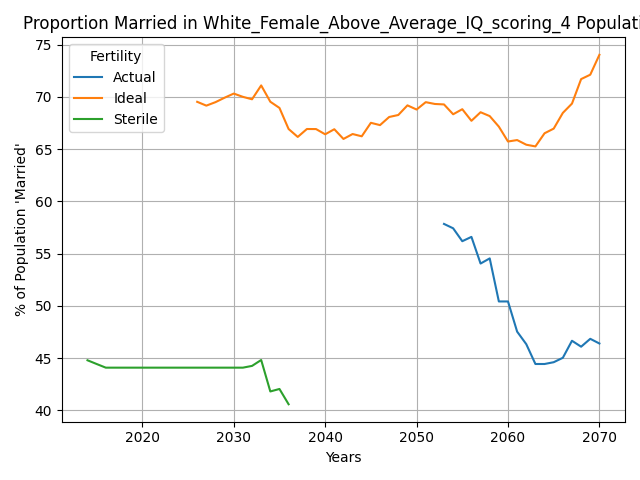 Proportion Married in White_Female_Above_Average_IQ_scoring_4 Populati
% of Population 'Married'
75
70
65
60
55
50
45
40
Fertility
Actual
Ideal
Sterile
2020 2030 2040 2050 2060 2070
Years